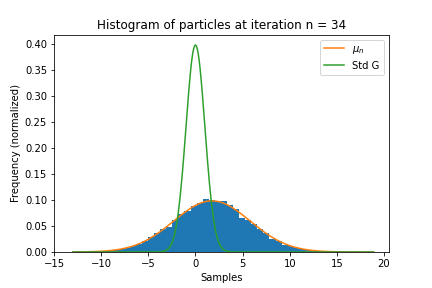 Histogram of particles at iteration n = 34
μn
Std G
Frequency (normalized)
0.40
0.35
0.30
0.25
0.20
0.15
0.10
0.05
0.00
−15 −10 −5 0 5 10 15 20
Samples